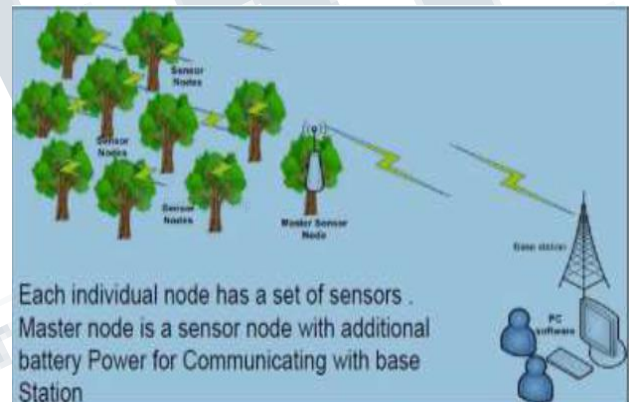 Sensor
Nodes
Sensor
Nodes
Sensor
Nodes
Master Sensor
Node
Base station
PC
software
Each individual node has a set of sensors .
Master node is a sensor node with additional
battery Power for Communicating with base
Station